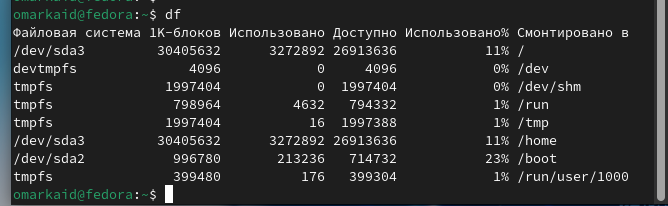 omarkaid@fedora:~$ df
Файловая система 1K-блоков Использовано Доступно Использовано% Смонтировано в
/dev/sda3 30405632 3272892 26913636 11% /
devtmpfs 4096 0 4096 0% /dev
tmpfs 1997404 0 1997404 0% /dev/shm
tmpfs 798964 4632 794332 1% /run
tmpfs 1997404 16 1997388 1% /tmp
/dev/sda3 30405632 3272892 26913636 11% /home
/dev/sda2 996780 213236 714732 23% /boot
tmpfs 399480 176 399304 1% /run/user/1000
omarkaid@fedora:~$